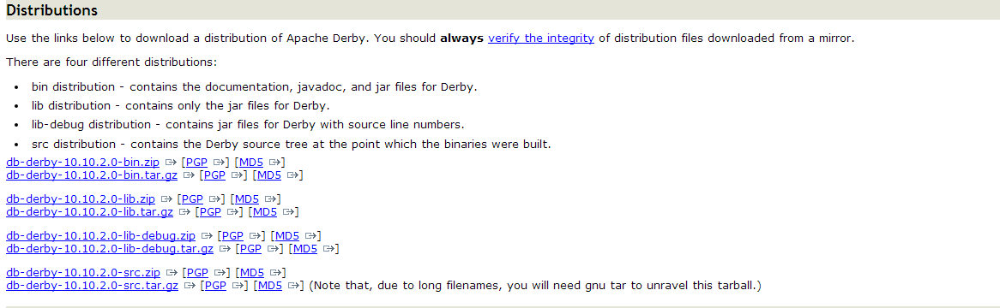 Distributions
Use the links below to download a distribution of Apache Derby. You should always verify the integrity of distribution files downloaded from a mirror.
There are four different distributions:
• bin distribution - contains the documentation, javadoc, and jar files for Derby.
• lib distribution - contains only the jar files for Derby.
• lib-debug distribution - contains jar files for Derby with source line numbers.
• src distribution - contains the Derby source tree at the point which the binaries were built.
db-derby-10.10.2.0-bin.zip [PGP] [MD5]
db-derby-10.10.2.0-bin.tar.gz [PGP] [MD5]
db-derby-10.10.2.0-lib.zip [PGP] [MD5]
db-derby-10.10.2.0-lib.tar.gz [PGP] [MD5]
db-derby-10.10.2.0-lib-debug.zip [PGP] [MD5]
db-derby-10.10.2.0-lib-debug.tar.gz [PGP] [MD5]
db-derby-10.10.2.0-src.zip [PGP] [MD5]
db-derby-10.10.2.0-src.tar.gz [PGP] [MD5] (Note that, due to long filenames, you will need gnu tar to unravel this tarball.)